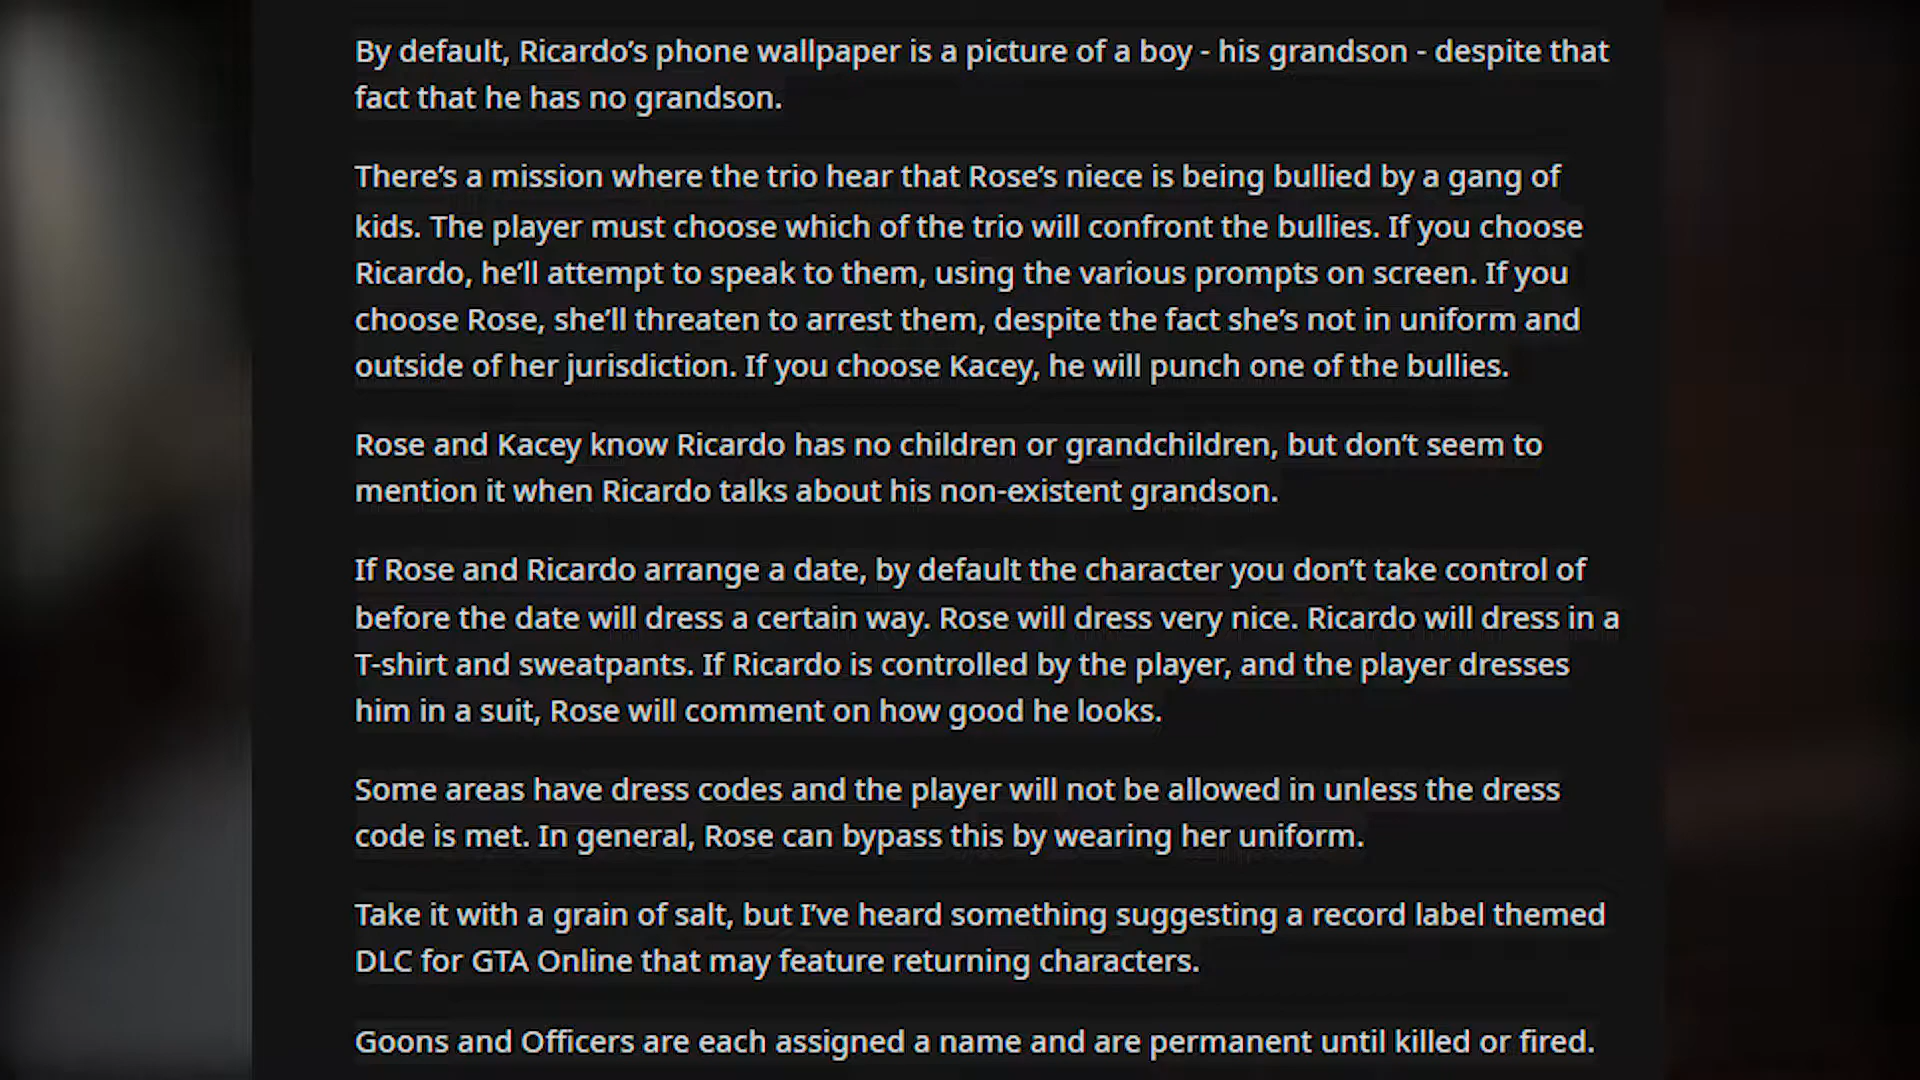 By default, Ricardo’s phone wallpaper is a picture of a boy - his grandson - despite that
fact that he has no grandson.
There’s a mission where the trio hear that Rose’s niece is being bullied by a gang of
kids. The player must choose which of the trio will confront the bullies. If you choose
Ricardo, he’ll attempt to speak to them, using the various prompts on screen. If you
choose Rose, she’ll threaten to arrest them, despite the fact she’s not in uniform and
outside of her jurisdiction. If you choose Kacey, he will punch one of the bullies.
Rose and Kacey know Ricardo has no children or grandchildren, but don’t seem to
mention it when Ricardo talks about his non-existent grandson.
If Rose and Ricardo arrange a date, by default the character you don’t take control of
before the date will dress a certain way. Rose will dress very nice. Ricardo will dress in a
T-shirt and sweatpants. If Ricardo is controlled by the player, and the player dresses
him in a suit, Rose will comment on how good he looks.
Some areas have dress codes and the player will not be allowed in unless the dress
code is met. In general, Rose can bypass this by wearing her uniform.
Take it with a grain of salt, but I’ve heard something suggesting a record label themed
DLC for GTA Online that may feature returning characters.
Goons and Officers are each assigned a name and are permanent until killed or fired.